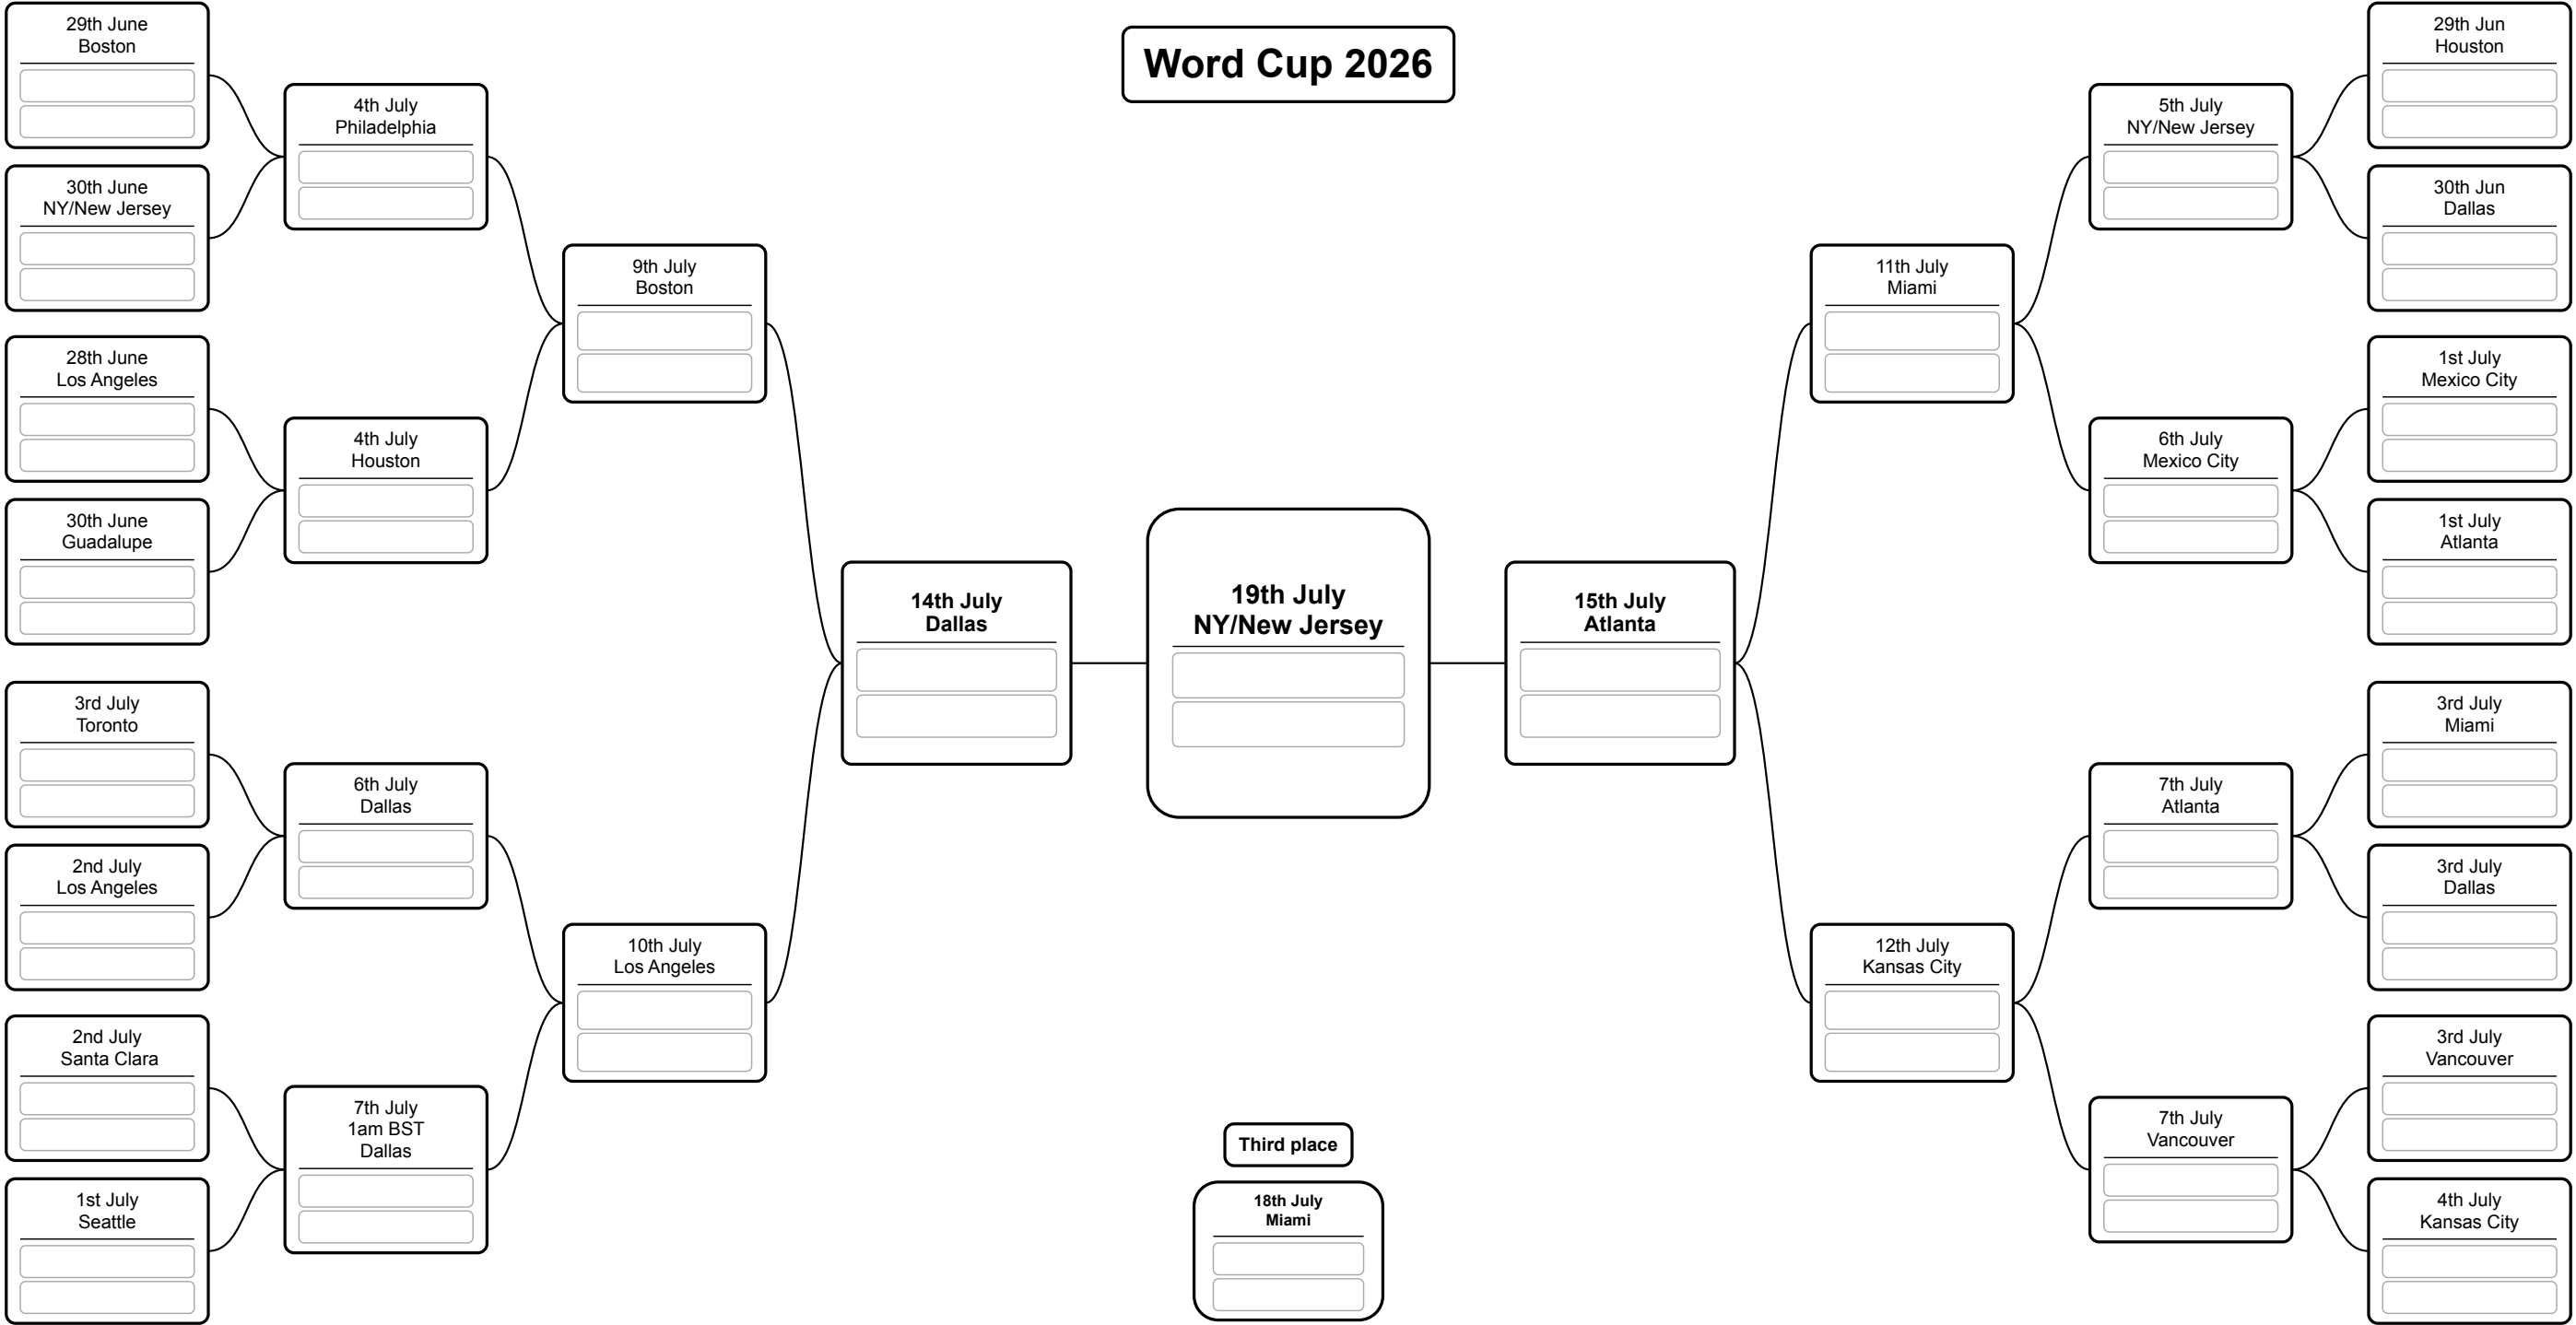 Word Cup 2026
29th June
Boston
30th June
NY/New Jersey
28th June
Los Angeles
30th June
Guadalupe
3rd July
Toronto
2nd July
Los Angeles
2nd July
Santa Clara
1st July
Seattle
4th July
Philadelphia
4th July
Houston
6th July
Dallas
7th July
1am BST
Dallas
9th July
Boston
10th July
Los Angeles
14th July
Dallas
19th July
NY/New Jersey
15th July
Atlanta
11th July
Miami
12th July
Kansas City
5th July
NY/New Jersey
6th July
Mexico City
7th July
Atlanta
7th July
Vancouver
29th Jun
Houston
30th Jun
Dallas
1st July
Mexico City
1st July
Atlanta
3rd July
Miami
3rd July
Dallas
3rd July
Vancouver
4th July
Kansas City
Third place
18th July
Miami